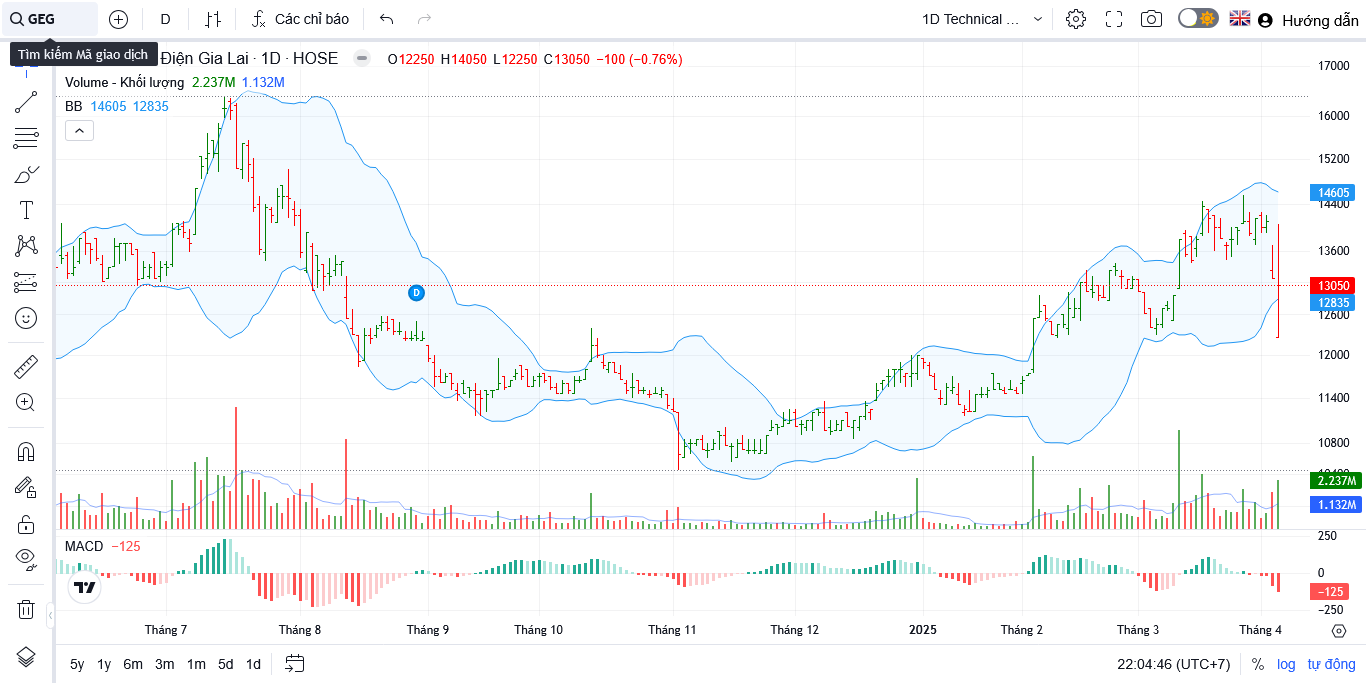 GEG D Các chỉ báo 1D Technical ... Hướng dẫn
Tìm kiếm Mã giao dịch
Điện Gia Lai · 1D · HOSE O12250 H14050 L12250 C13050 −100 (−0.76%)
Volume - Khối lượng 2.237M 1.132M
BB 14605 12835
17000
16000
15200
14605
14400
13600
13050
12835
12600
12000
11400
10800
2.237M
1.132M
D
MACD −125
250
0
−125
−250
Tháng 7 Tháng 8 Tháng 9 Tháng 10 Tháng 11 Tháng 12 2025 Tháng 2 Tháng 3 Tháng 4
5y 1y 6m 3m 1m 5d 1d 22:04:46 (UTC+7) % log tự động